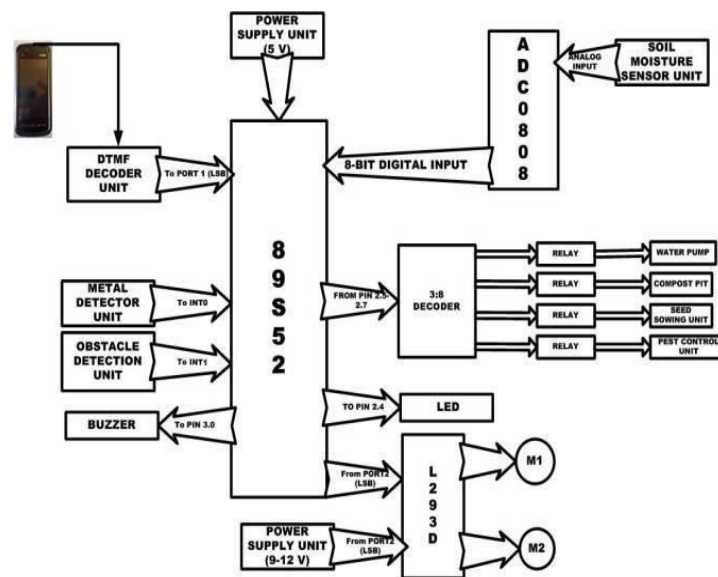 POWER
SUPPLY UNIT
(5 V)
A
D
C
0
8
0
8
ANALOG
INPUT
SOIL
MOISTURE
SENSOR UNIT
DTMF
DECODER
UNIT
To PORT 1 (LSB)
8-BIT DIGITAL INPUT
8
9
S
5
2
METAL
DETECTOR
UNIT
To INT0
OBSTACLE
DETECTION
UNIT
To INT1
BUZZER
To PIN 3.0
FROM PIN 2.5-
2.7
3:8
DECODER
RELAY
WATER PUMP
RELAY
COMPOST PIT
RELAY
SEED
SOWING UNIT
RELAY
PEST CONTROL
UNIT
TO PIN 2.4
LED
From PORT2
(LSB)
L
2
9
3
D
M1
POWER
SUPPLY UNIT
(9-12 V)
From PORT2
(LSB)
M2